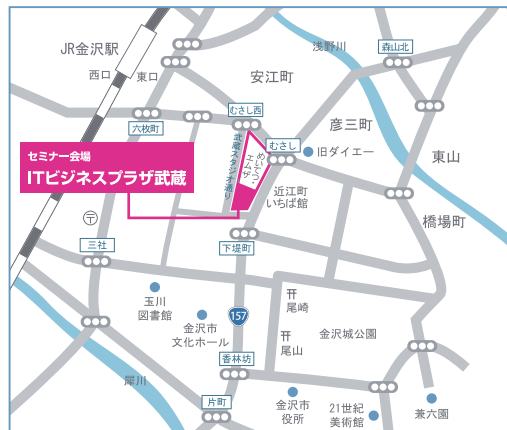 JR金沢駅
西口
東口
浅野川
森山北
安江町
むさし西
六枚町
彦三町
むさし
旧ダイエー
東山
セミナー会場
ITビジネスプラザ武蔵
武蔵スタジオ通り
めいてつ・
エムザ
近江町
いちば館
橋場町
〒
三社
下堤町
玉川
図書館
金沢市
文化ホール
157
尾崎
尾山
金沢城公園
香林坊
犀川
片町
金沢市
役所
21世紀
美術館
兼六園